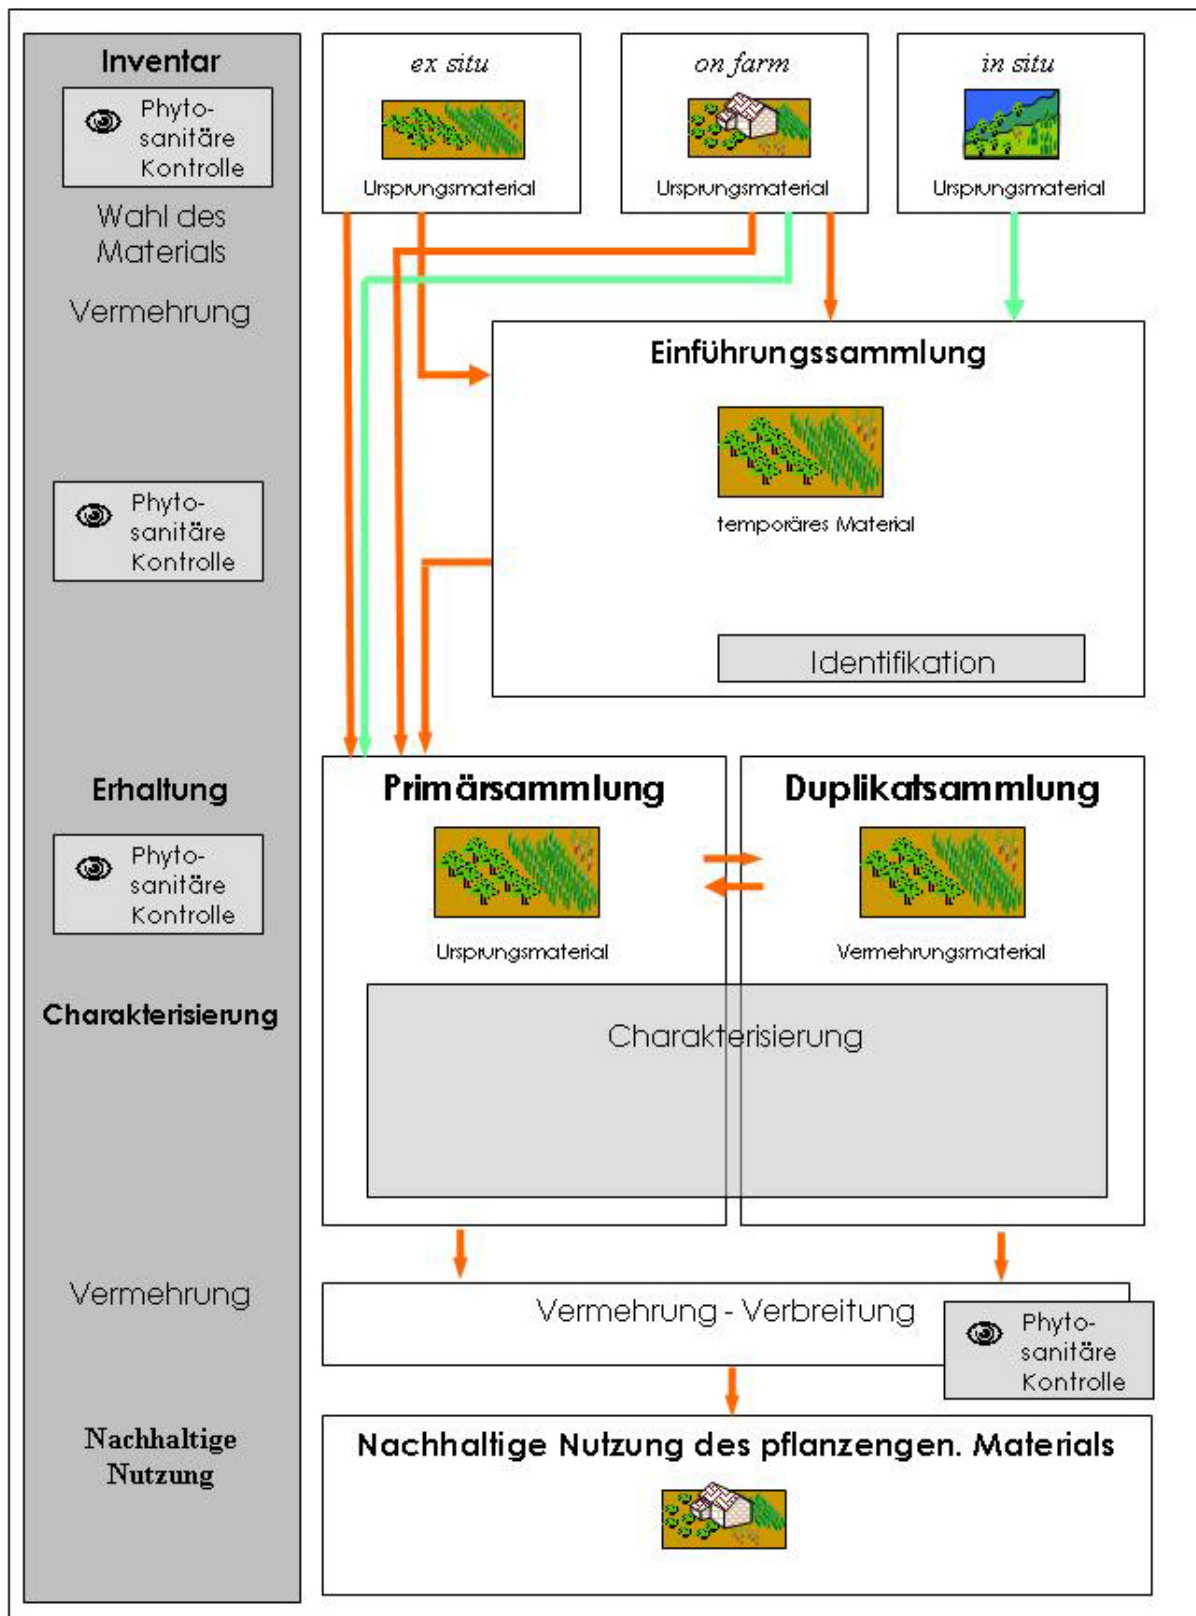 Inventar
Phyto-
sanitäre
Kontrolle
Wahl des
Materials
Vermehrung
Phyto-
sanitäre
Kontrolle
Erhaltung
Phyto-
sanitäre
Kontrolle
Charakterisierung
Vermehrung
Nachhaltige
Nutzung
ex situ
Ursprungsmaterial
on farm
Ursprungsmaterial
in situ
Ursprungsmaterial
Einführungssammlung
temporäres Material
Identifikation
Primärsammlung
Ursprungsmaterial
Duplikatsammlung
Vermehrungsmaterial
Charakterisierung
Vermehrung - Verbreitung
Phyto-
sanitäre
Kontrolle
Nachhaltige Nutzung des pflanzengen. Materials